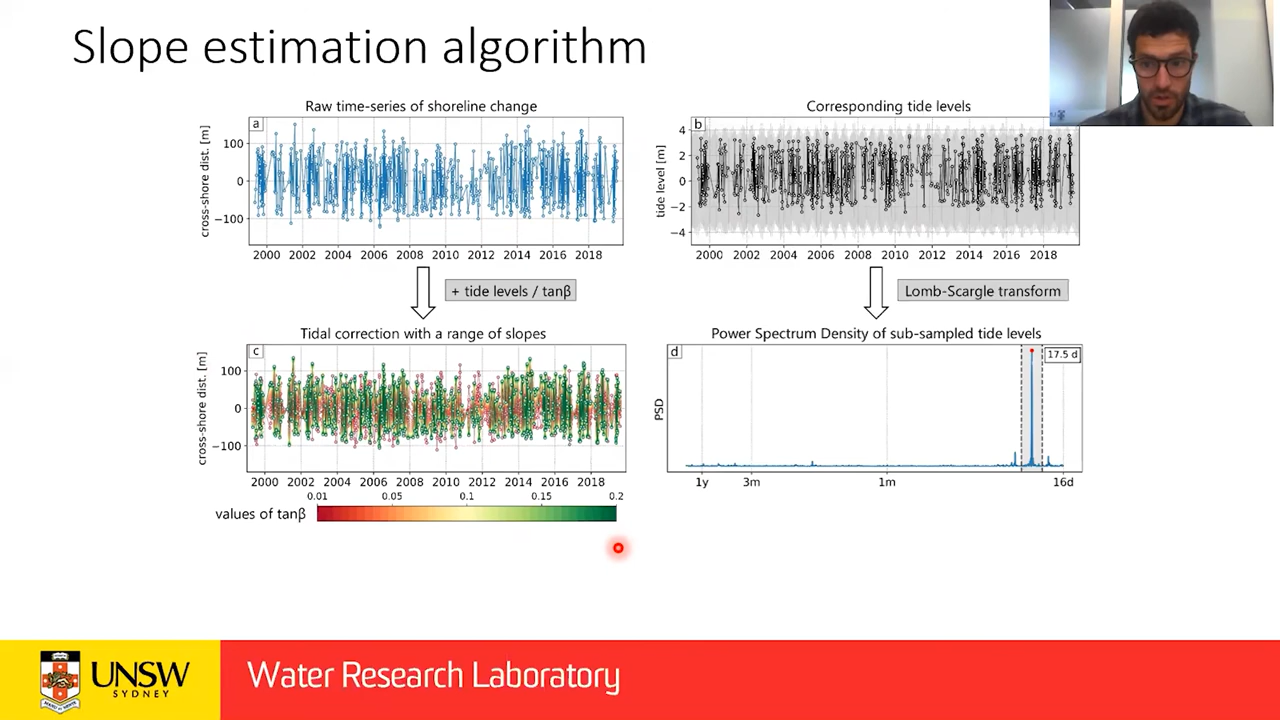 Slope estimation algorithm
Raw time-series of shoreline change
a
cross-shore dist. [m]
100
0
−100
2000 2002 2004 2006 2008 2010 2012 2014 2016 2018
Corresponding tide levels
b
tide level [m]
4
2
0
−2
−4
2000 2002 2004 2006 2008 2010 2012 2014 2016 2018
+ tide levels / tanβ
Lomb-Scargle transform
Tidal correction with a range of slopes
c
cross-shore dist. [m]
100
0
−100
2000 2002 2004 2006 2008 2010 2012 2014 2016 2018
0.01 0.05 0.1 0.15 0.2
values of tanβ
Power Spectrum Density of sub-sampled tide levels
d
17.5 d
PSD
1y 3m 1m 16d
UNSW
SYDNEY
Water Research Laboratory